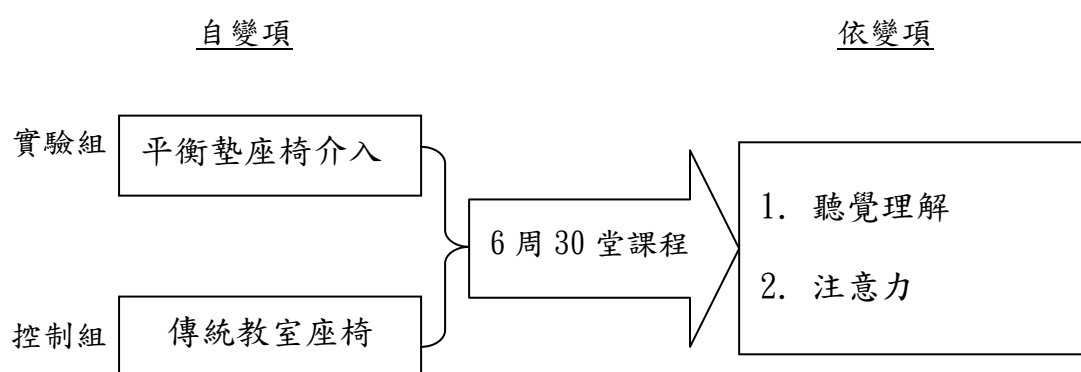 自變項
依變項
實驗組
平衡墊座椅介入
6 周 30 堂課程
1. 聽覺理解
2. 注意力
控制組
傳統教室座椅